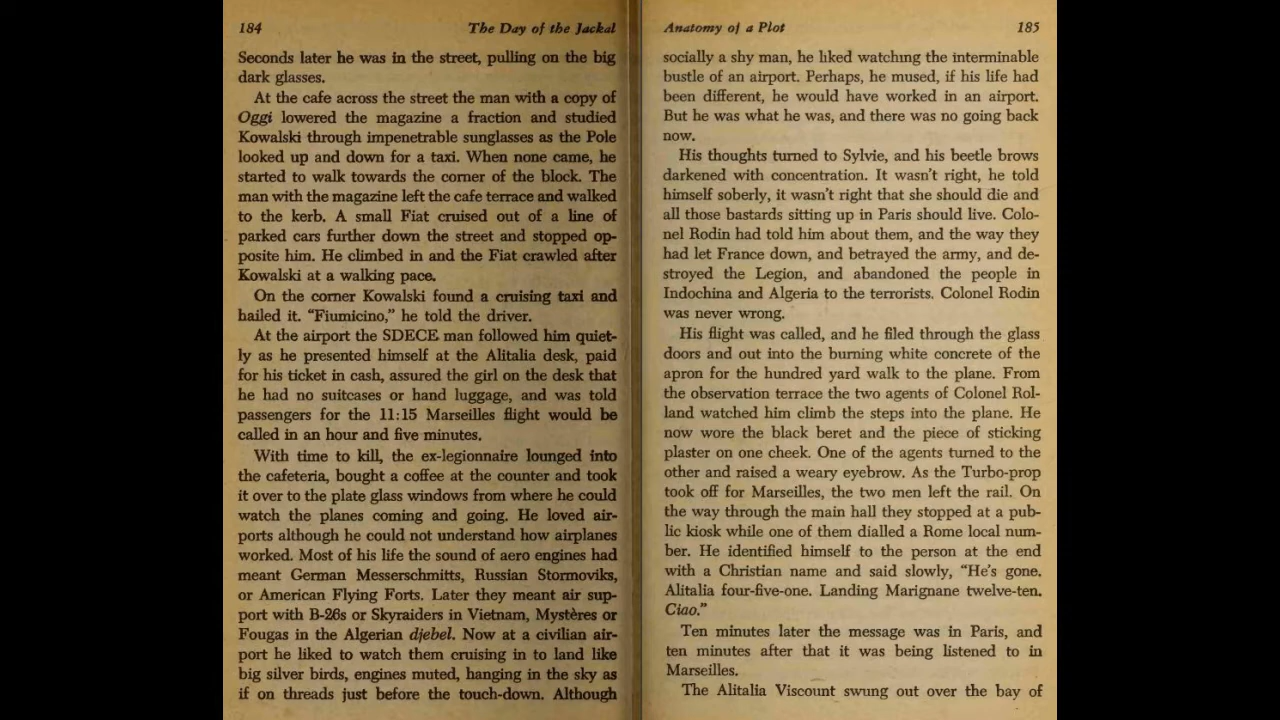 184 The Day of the Jackal
Seconds later he was in the street, pulling on the big
dark glasses.
At the cafe across the street the man with a copy of
Oggi lowered the magazine a fraction and studied
Kowalski through impenetrable sunglasses as the Pole
looked up and down for a taxi. When none came, he
started to walk towards the corner of the block. The
man with the magazine left the cafe terrace and walked
to the kerb. A small Fiat cruised out of a line of
parked cars further down the street and stopped op-
posite him. He climbed in and the Fiat crawled after
Kowalski at a walking pace.
On the corner Kowalski found a cruising taxi and
hailed it. “Fiumicino,” he told the driver.
At the airport the SDECE man followed him quiet-
ly as he presented himself at the Alitalia desk, paid
for his ticket in cash, assured the girl on the desk that
he had no suitcases or hand luggage, and was told
passengers for the 11:15 Marseilles flight would be
called in an hour and five minutes.
With time to kill, the ex-legionnaire lounged into
the cafeteria, bought a coffee at the counter and took
it over to the plate glass windows from where he could
watch the planes coming and going. He loved air-
ports although he could not understand how airplanes
worked. Most of his life the sound of aero engines had
meant German Messerschmitts, Russian Stormoviks,
or American Flying Forts. Later they meant air sup-
port with B-26s or Skyraiders in Vietnam, Mystères or
Fougas in the Algerian djebel. Now at a civilian air-
port he liked to watch them cruising in to land like
big silver birds, engines muted, hanging in the sky as
if on threads just before the touch-down. Although
Anatomy of a Plot 185
socially a shy man, he liked watching the interminable
bustle of an airport. Perhaps, he mused, if his life had
been different, he would have worked in an airport.
But he was what he was, and there was no going back
now.
His thoughts turned to Sylvie, and his beetle brows
darkened with concentration. It wasn’t right, he told
himself soberly, it wasn’t right that she should die and
all those bastards sitting up in Paris should live. Colo-
nel Rodin had told him about them, and the way they
had let France down, and betrayed the army, and de-
stroyed the Legion, and abandoned the people in
Indochina and Algeria to the terrorists. Colonel Rodin
was never wrong.
His flight was called, and he filed through the glass
doors and out into the burning white concrete of the
apron for the hundred yard walk to the plane. From
the observation terrace the two agents of Colonel Rol-
land watched him climb the steps into the plane. He
now wore the black beret and the piece of sticking
plaster on one cheek. One of the agents turned to the
other and raised a weary eyebrow. As the Turbo-prop
took off for Marseilles, the two men left the rail. On
the way through the main hall they stopped at a pub-
lic kiosk while one of them dialled a Rome local num-
ber. He identified himself to the person at the end
with a Christian name and said slowly, “He’s gone.
Alitalia four-five-one. Landing Marignane twelve-ten.
Ciao.”
Ten minutes later the message was in Paris, and
ten minutes after that it was being listened to in
Marseilles.
The Alitalia Viscount swung out over the bay of